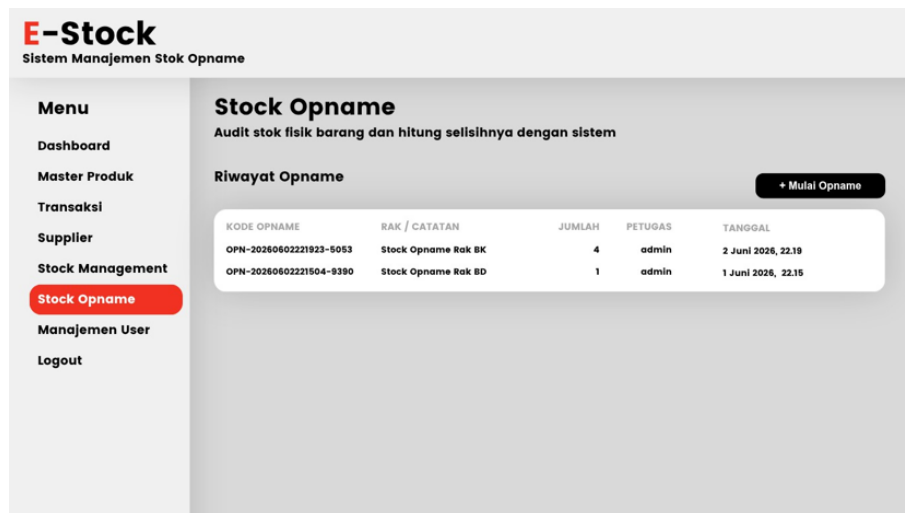 E-Stock
Sistem Manajemen Stok Opname
Menu
Dashboard
Master Produk
Transaksi
Supplier
Stock Management
Stock Opname
Manajemen User
Logout
Stock Opname
Audit stok fisik barang dan hitung selisihnya dengan sistem
Riwayat Opname
+ Mulai Opname
KODE OPNAME RAK / CATATAN JUMLAH PETUGAS TANGGAL
OPN-20260602221923-5053 Stock Opname Rak BK 4 admin 2 Juni 2026, 22.19
OPN-20260602221504-9390 Stock Opname Rak BD 1 admin 1 Juni 2026, 22.15